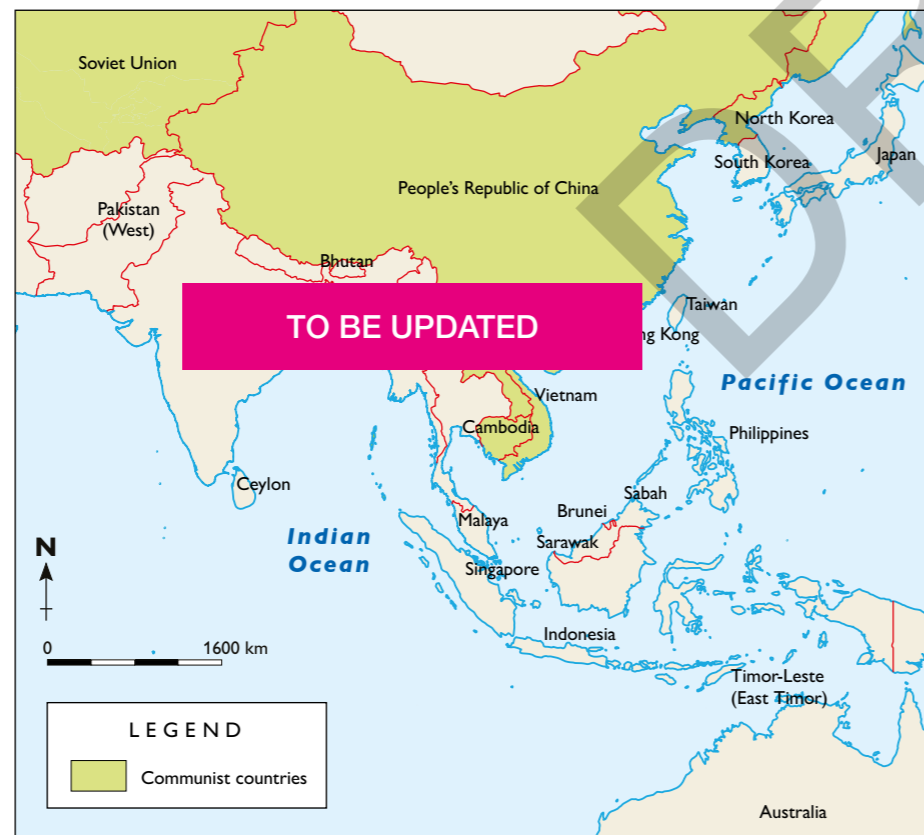 Soviet Union
North Korea
South Korea
Japan
People's Republic of China
Pakistan
(West)
Bhutan
TO BE UPDATED
Taiwan
ng Kong
Pacific Ocean
Vietnam
Cambodia
Philippines
Ceylon
Sabah
Brunei
Malaya
Sarawak
Indian
Ocean
Singapore
N
Indonesia
0 1600 km
Timor-Leste
(East Timor)
LEGEND
Communist countries
Australia